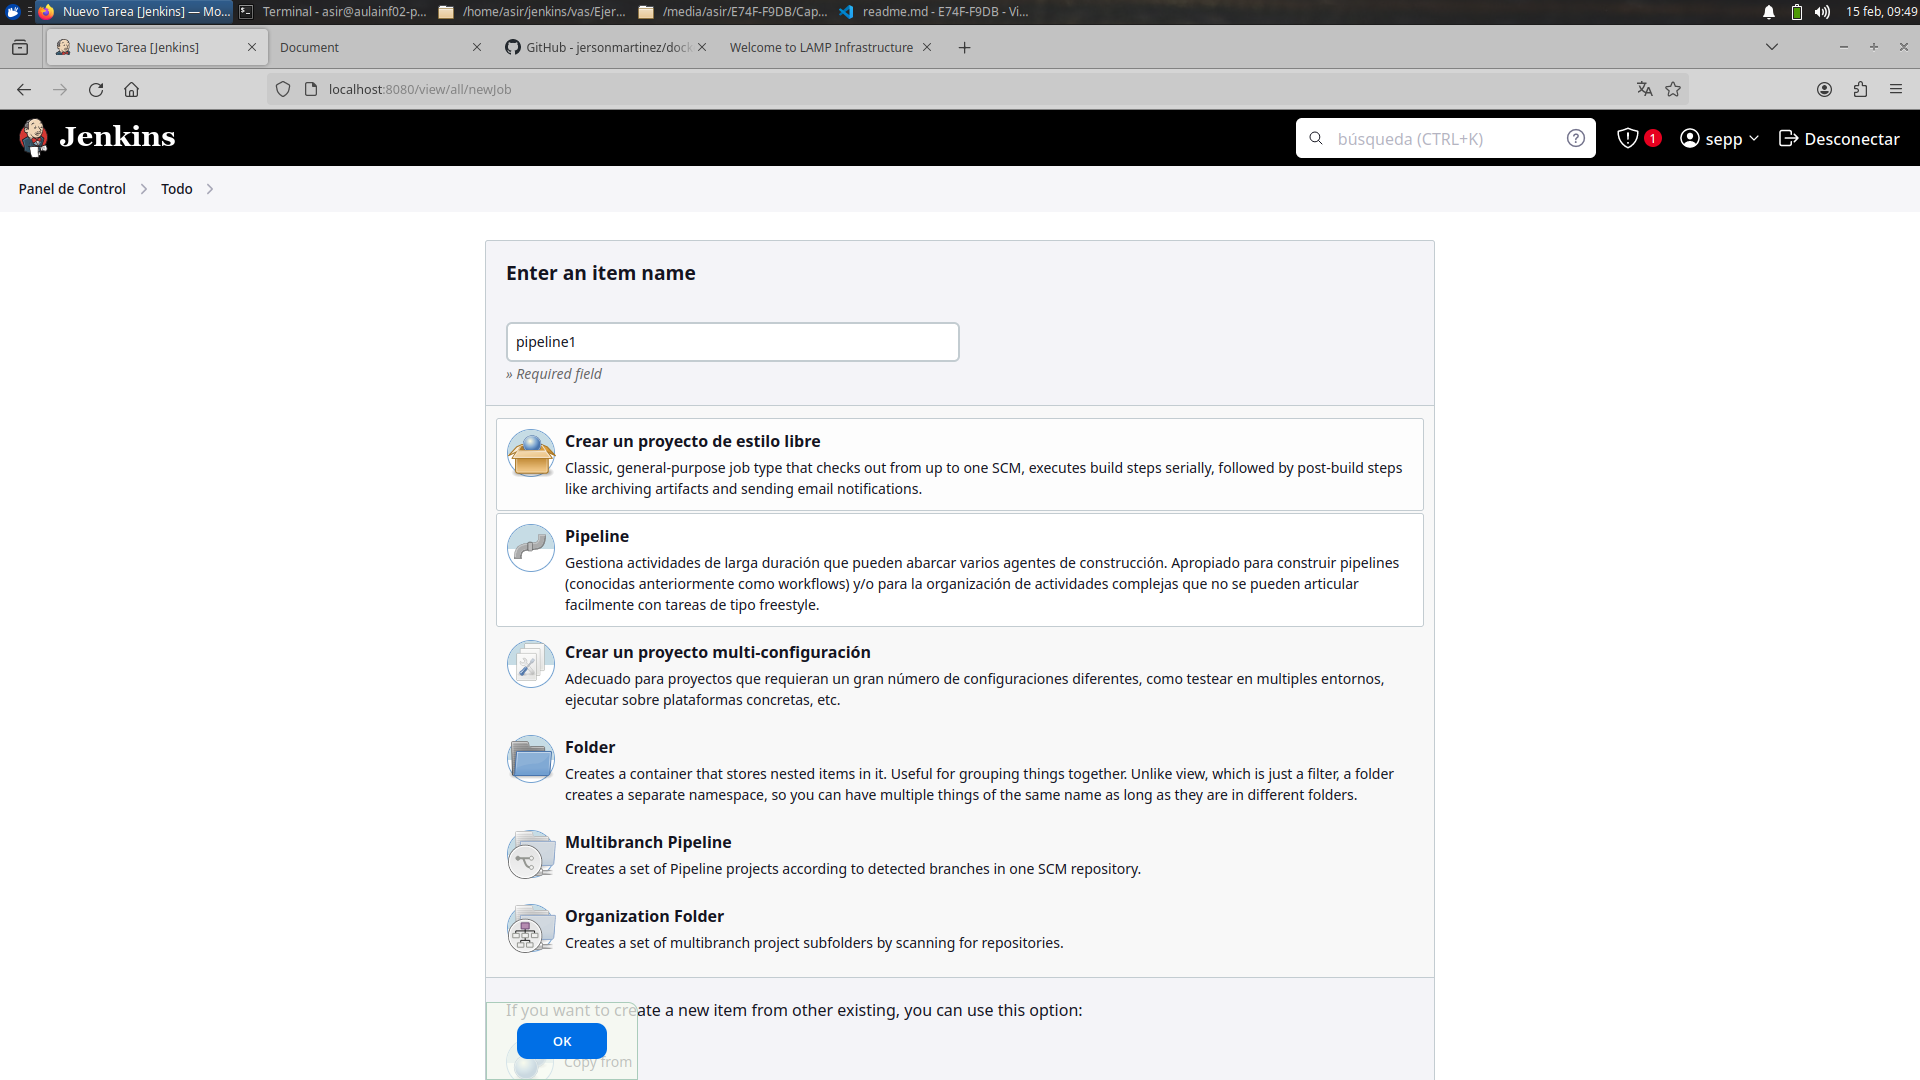 Nuevo Tarea [Jenkins] — Mo...
Terminal - asir@aulainf02-p...
/home/asir/jenkins/vas/Ejer...
/media/asir/E74F-F9DB/Cap...
readme.md - E74F-F9DB - Vi...
15 feb, 09:49
Nuevo Tarea [Jenkins]
Document
GitHub - jersonmartinez/dock
Welcome to LAMP Infrastructure
localhost:8080/view/all/newJob
Jenkins
búsqueda (CTRL+K)
1
sepp
Desconectar
Panel de Control
Todo
Enter an item name
pipeline1
» Required field
Crear un proyecto de estilo libre
Classic, general-purpose job type that checks out from up to one SCM, executes build steps serially, followed by post-build steps
like archiving artifacts and sending email notifications.
Pipeline
Gestiona actividades de larga duración que pueden abarcar varios agentes de construcción. Apropiado para construir pipelines
(conocidas anteriormente como workflows) y/o para la organización de actividades complejas que no se pueden articular
facilmente con tareas de tipo freestyle.
Crear un proyecto multi-configuración
Adecuado para proyectos que requieran un gran número de configuraciones diferentes, como testear en multiples entornos,
ejecutar sobre plataformas concretas, etc.
Folder
Creates a container that stores nested items in it. Useful for grouping things together. Unlike view, which is just a filter, a folder
creates a separate namespace, so you can have multiple things of the same name as long as they are in different folders.
Multibranch Pipeline
Creates a set of Pipeline projects according to detected branches in one SCM repository.
Organization Folder
Creates a set of multibranch project subfolders by scanning for repositories.
If you want to create a new item from other existing, you can use this option:
OK
Copy from